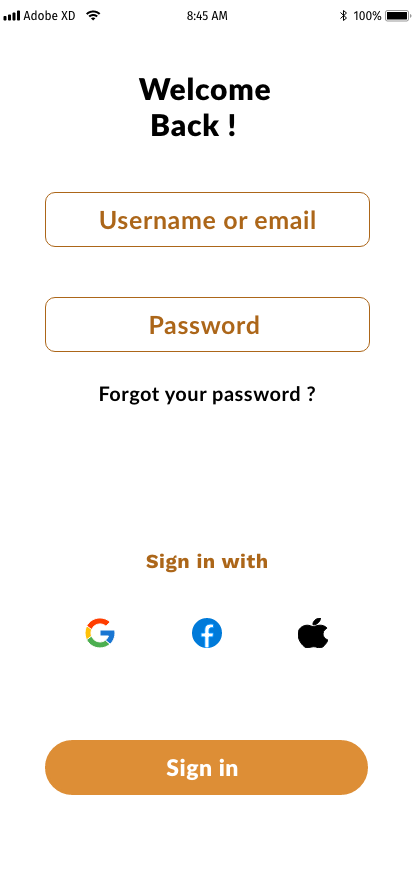 Adobe XD 8:45 AM 100%
Welcome
Back !
Username or email
Password
Forgot your password ?
Sign in with
Sign in